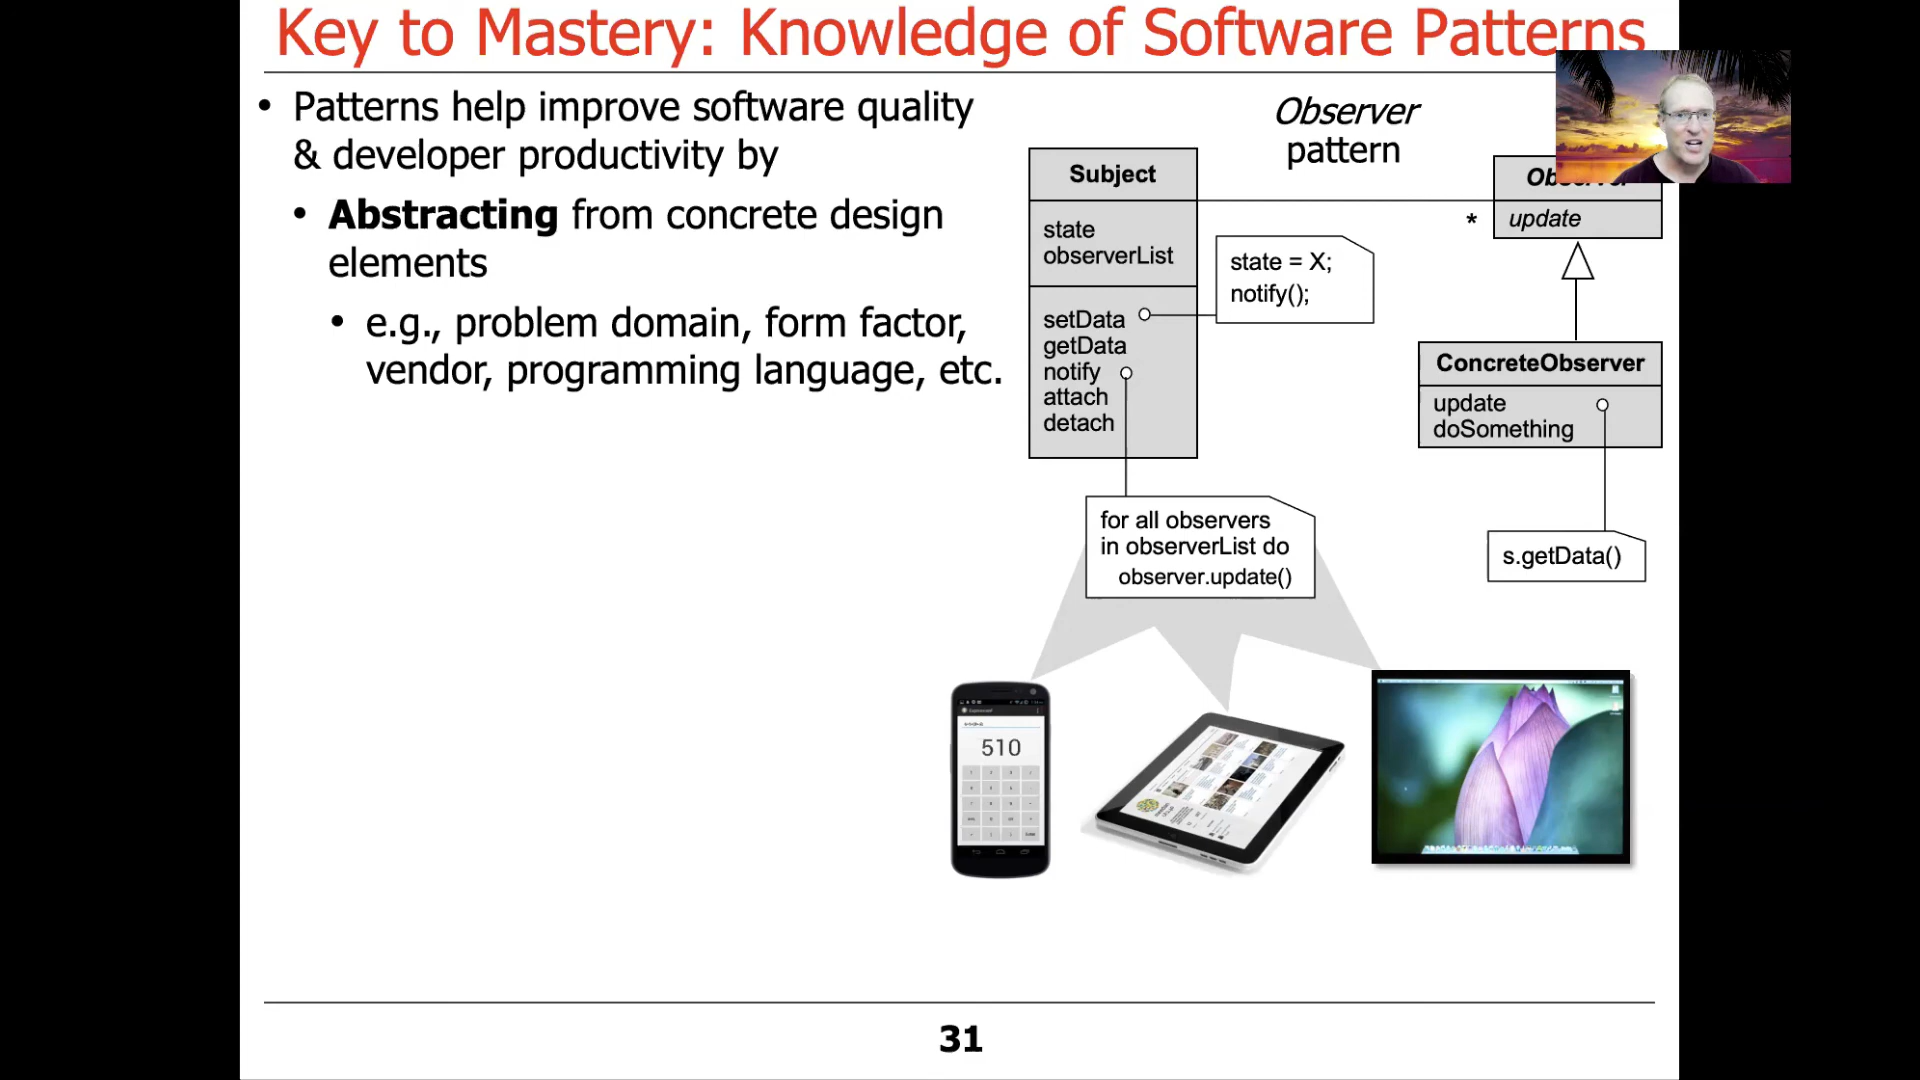 Key to Mastery: Knowledge of Software Patterns
• Patterns help improve software quality
& developer productivity by
• Abstracting from concrete design
elements
• e.g., problem domain, form factor,
vendor, programming language, etc.
Observer
pattern
Subject
state
observerList
setData
getData
notify
attach
detach
state = X;
notify();
Observer
*
update
ConcreteObserver
update
doSomething
for all observers
in observerList do
observer.update()
s.getData()
510
31